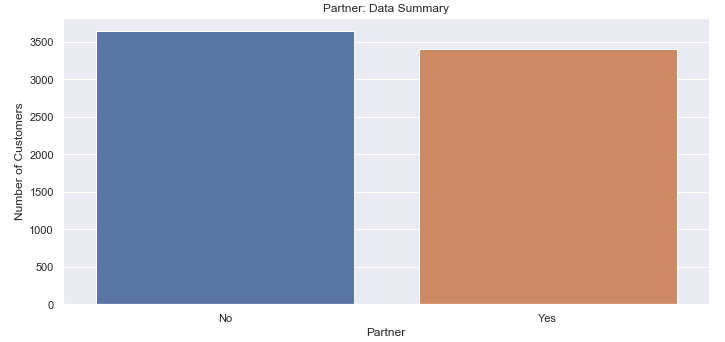 Partner: Data Summary
Number of Customers
3500
3000
2500
2000
1500
1000
500
0
No
Yes
Partner